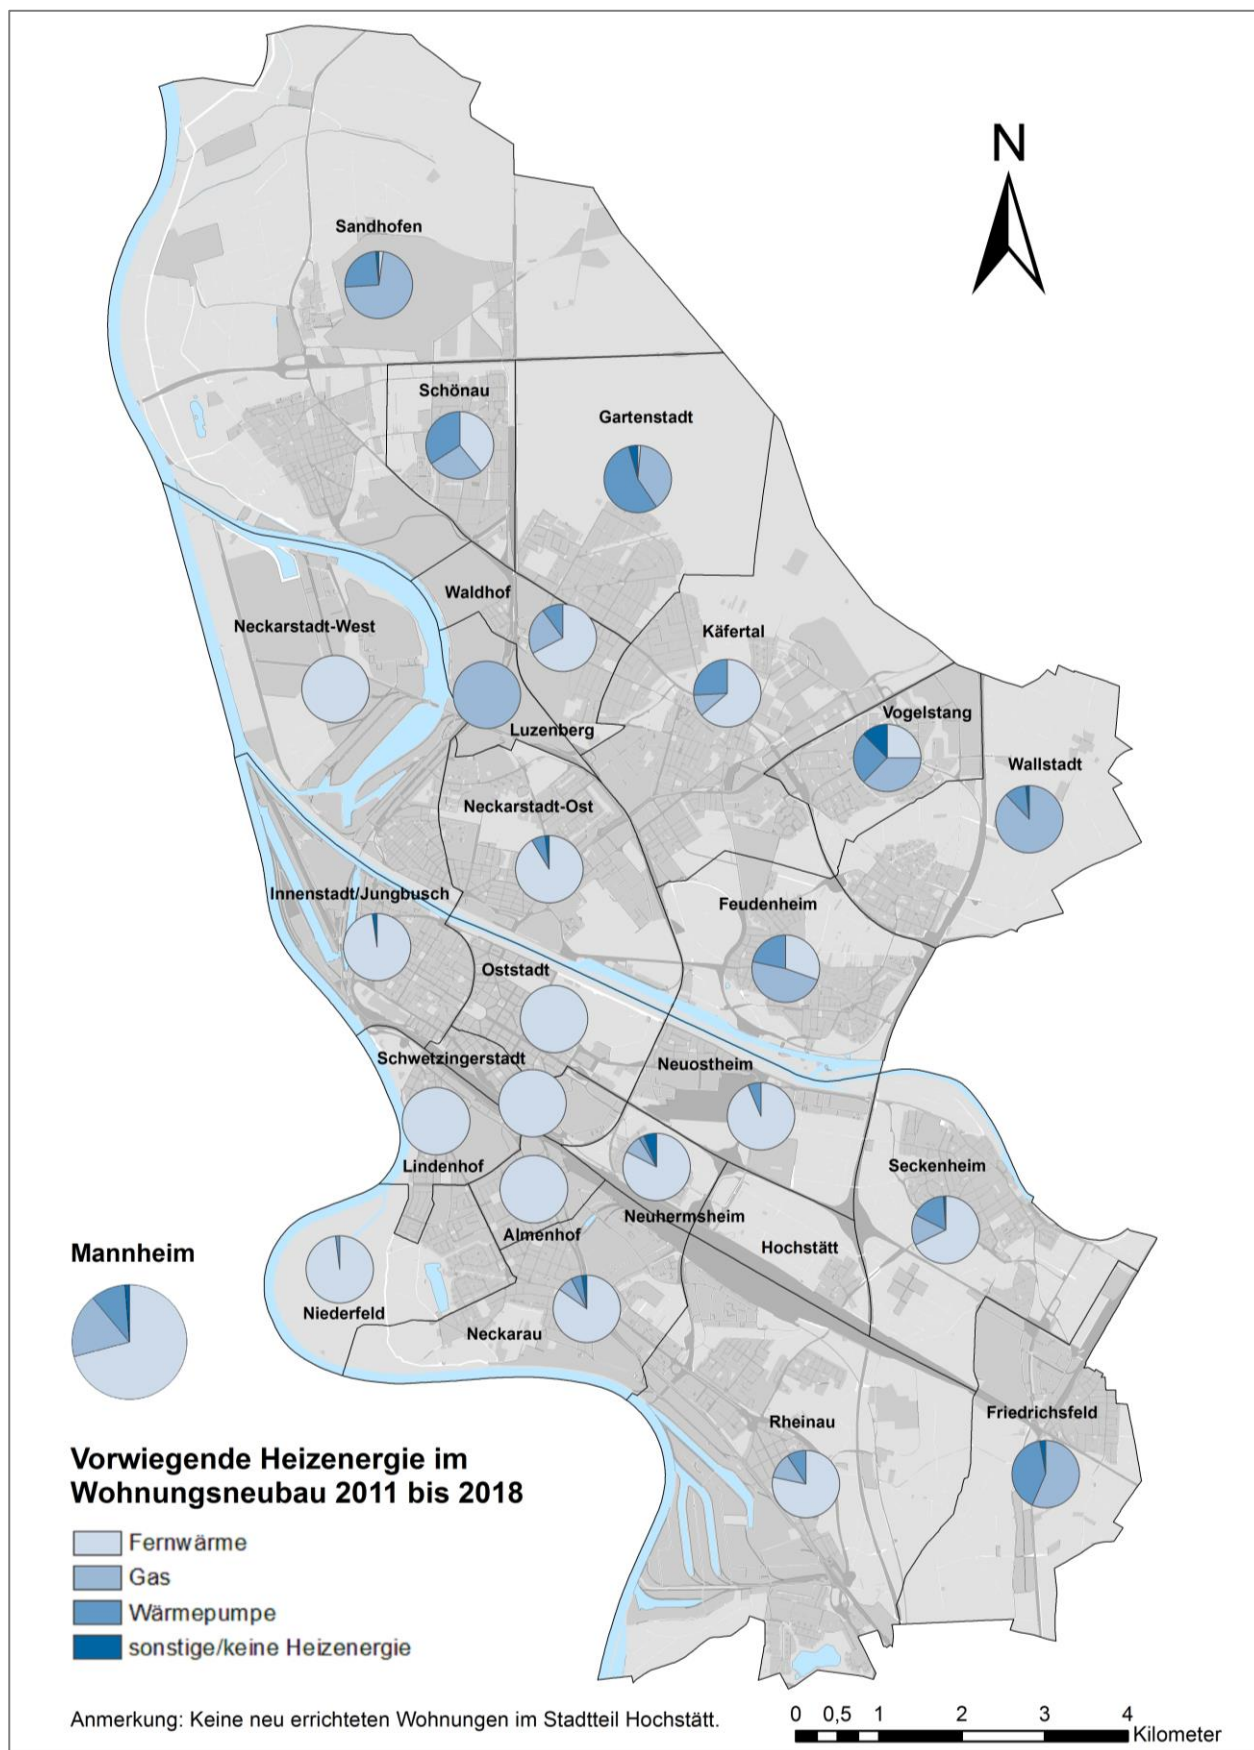 N
Sandhofen
Schönau
Gartenstadt
Waldhof
Neckarstadt-West
Käfertal
Vogelstang
Luzenberg
Wallstadt
Neckarstadt-Ost
Innenstadt/Jungbusch
Feudenheim
Oststadt
Schwetzingerstadt
Neuostheim
Lindenhof
Seckenheim
Neuhermsheim
Almenhof
Hochstätt
Mannheim
Niederfeld
Neckarau
Friedrichsfeld
Rheinau
Vorwiegende Heizenergie im
Wohnungsneubau 2011 bis 2018
Fernwärme
Gas
Wärmepumpe
sonstige/keine Heizenergie
Anmerkung: Keine neu errichteten Wohnungen im Stadtteil Hochstätt.
0 0,5 1 2 3 4
Kilometer